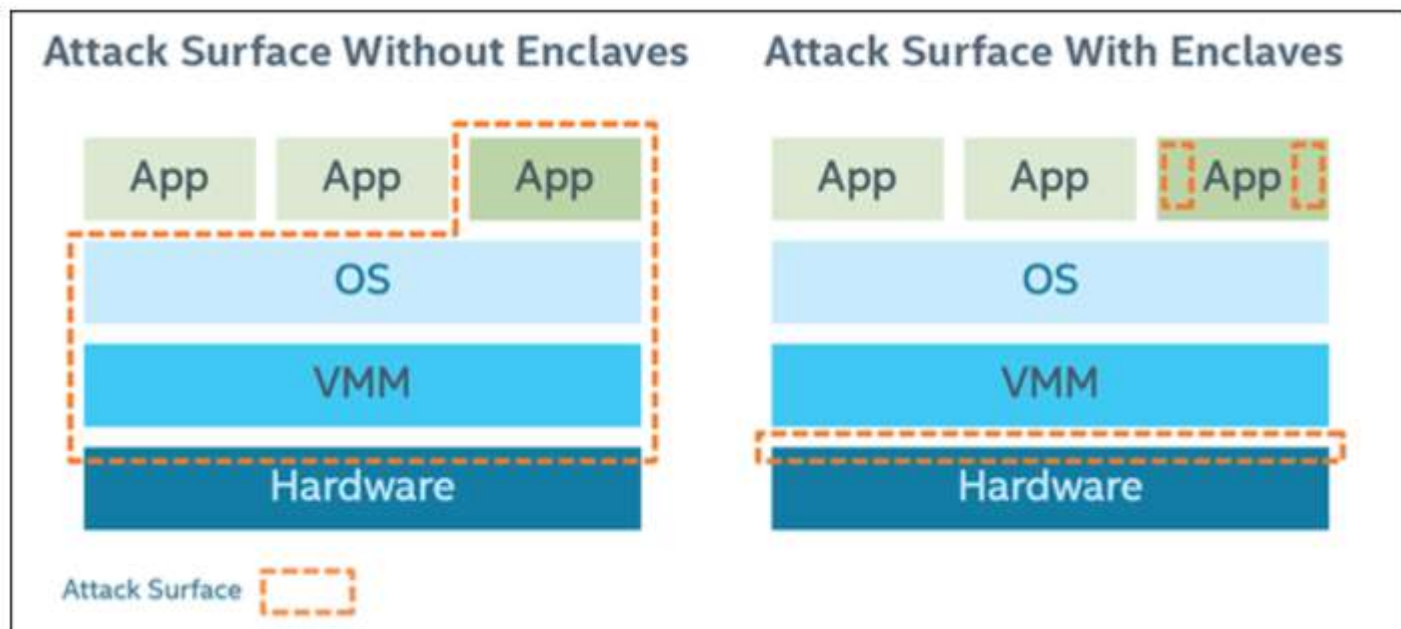 Attack Surface Without Enclaves
App App App
OS
VMM
Hardware
Attack Surface With Enclaves
App App App
OS
VMM
Hardware
Attack Surface